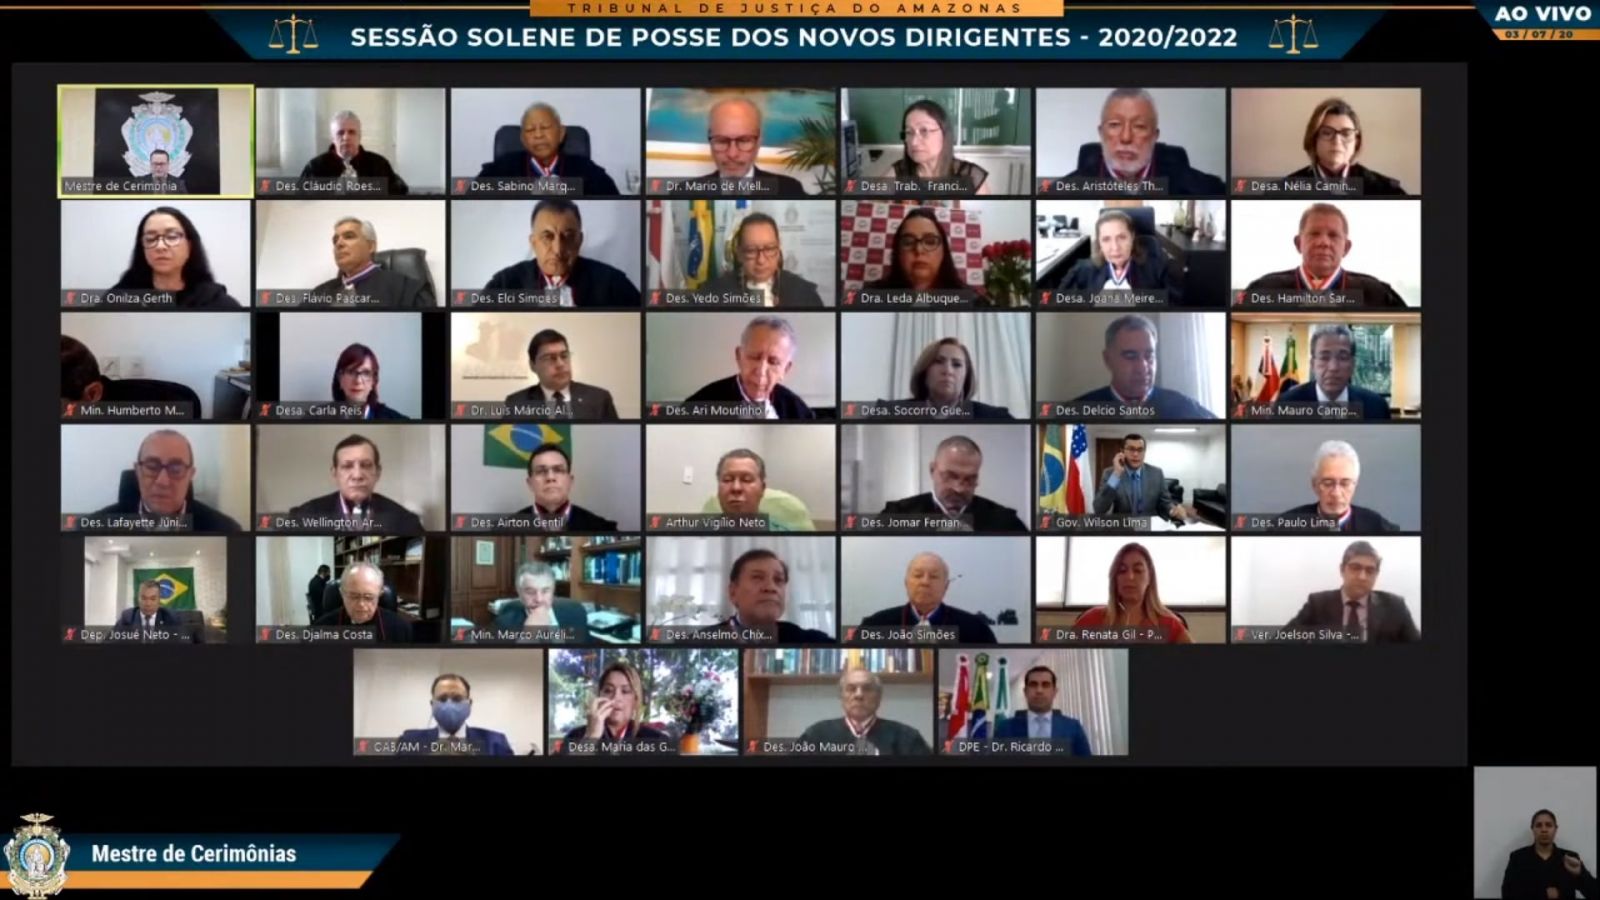 TRIBUNAL DE JUSTIÇA DO AMAZONAS
SESSÃO SOLENE DE POSSE DOS NOVOS DIRIGENTES - 2020/2022
AO VIVO
03 / 07 / 20
Mestre de Cerimônia
Des. Cláudio Roes...
Des. Sabino Marq...
Dr. Mario de Mell...
Desa. Trab. Franci...
Des. Aristóteles Th...
Desa. Nélia Camin...
Dra. Onilza Gerth
Des. Flávio Pascar...
Des. Elci Simões
Des. Yedo Simões
Dra. Leda Albuque...
Desa. Joana Meire...
Des. Hamilton Sar...
Min. Humberto M...
Desa. Carla Reis
Dr. Luís Márcio Al...
Des. Ari Moutinho
Desa. Socorro Gue...
Des. Delcio Santos
Min. Mauro Camp...
Des. Lafayette Júni...
Des. Wellington Ar...
Des. Airton Gentil
Arthur Vigílio Neto
Des. Jomar Fernan...
Gov. Wilson Lima
Des. Paulo Lima
Dep. Josué Neto - ...
Des. Djalma Costa
Min. Marco Auréli...
Des. Anselmo Chíx...
Des. João Simões
Dra. Renata Gil - P...
Ver. Joelson Silva -...
OAB/AM - Dr. Mar...
Desa. Maria das G...
Des. João Mauro ...
DPE - Dr. Ricardo ...
Mestre de Cerimônias